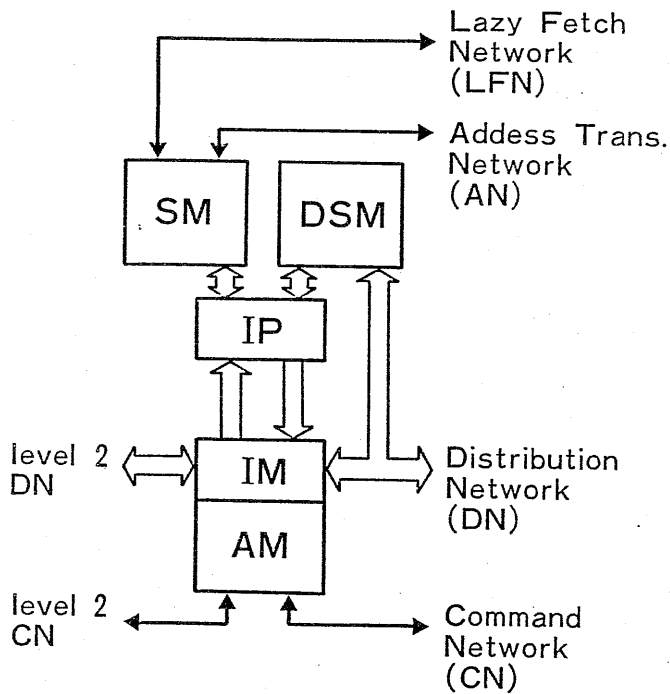 Lazy Fetch
Network
(LFN)
Addess Trans.
Network
(AN)
SM
DSM
IP
level 2
DN
IM
Distribution
Network
(DN)
AM
level 2
CN
Command
Network
(CN)